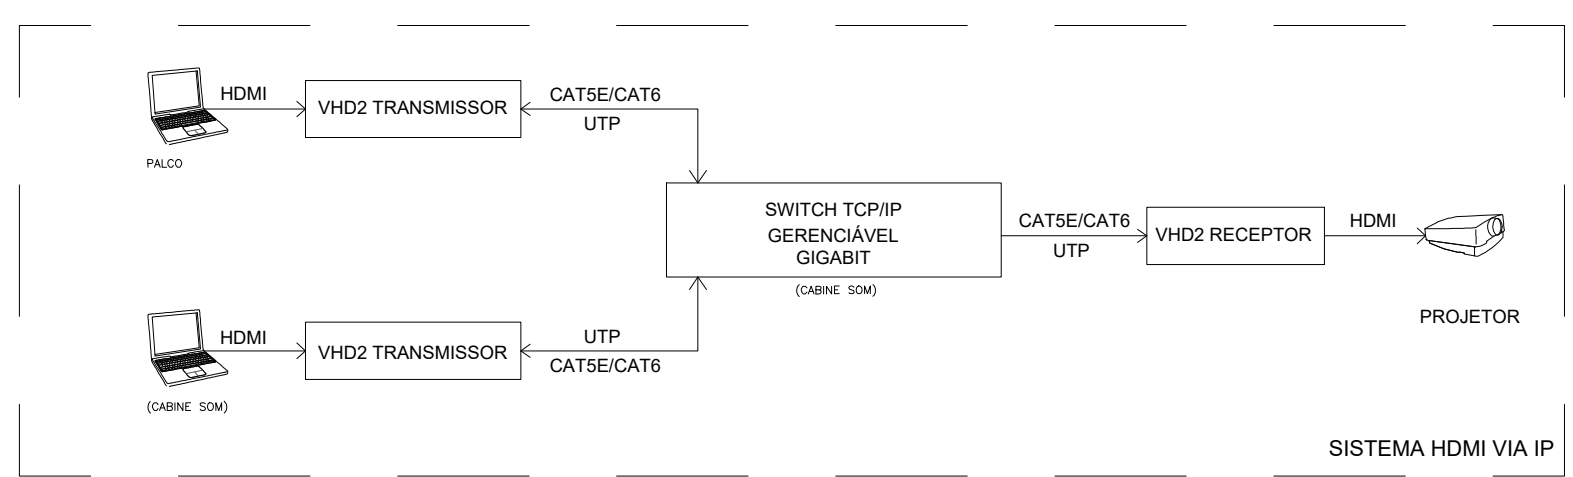 HDMI
VHD2 TRANSMISSOR
CAT5E/CAT6
UTP
PALCO
SWITCH TCP/IP
GERENCIÁVEL
GIGABIT
(CABINE SOM)
CAT5E/CAT6
UTP
VHD2 RECEPTOR
HDMI
PROJETOR
HDMI
VHD2 TRANSMISSOR
UTP
CAT5E/CAT6
(CABINE SOM)
SISTEMA HDMI VIA IP